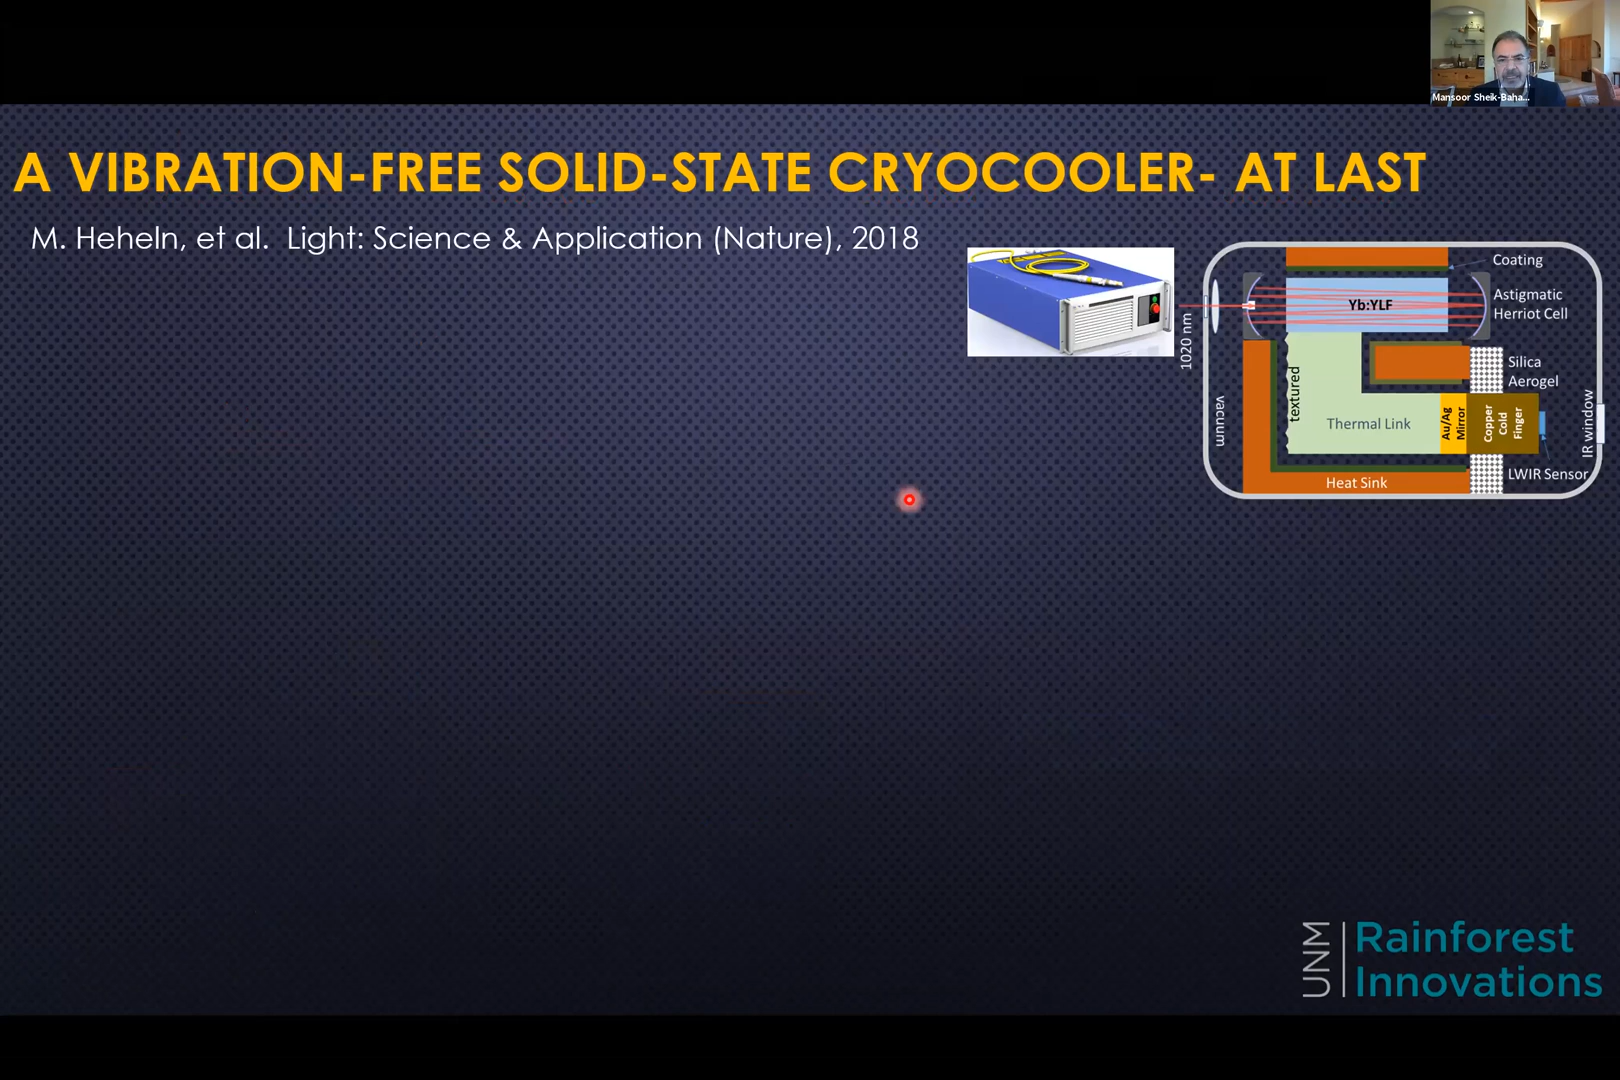 Mansoor Sheik-Baha...
A VIBRATION-FREE SOLID-STATE CRYOCOOLER- AT LAST
M. Heheln, et al. Light: Science & Application (Nature), 2018
1020 nm
Coating
Yb:YLF
Astigmatic
Herriot Cell
Silica
Aerogel
textured
vacuum
Thermal Link
Au/Ag
Mirror
Copper
Cold
Finger
IR window
LWIR Sensor
Heat Sink
UNM
Rainforest
Innovations